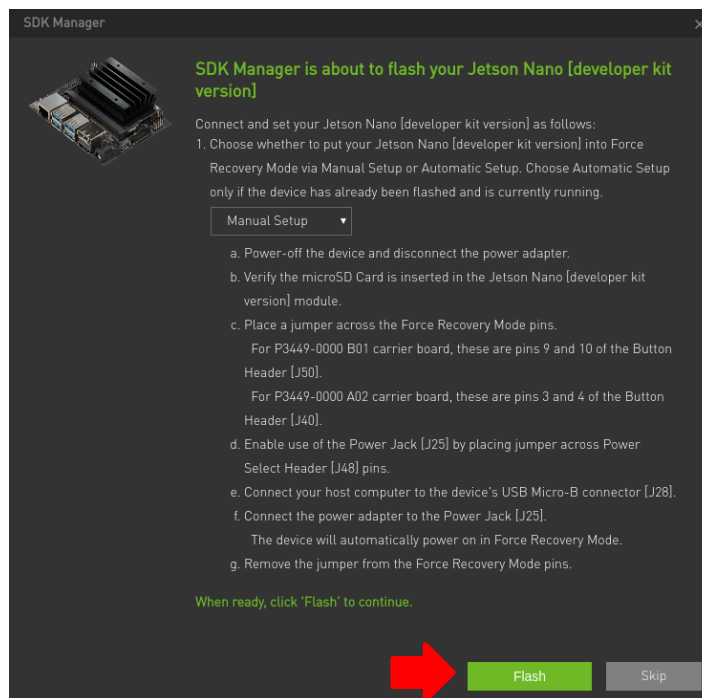 SDK Manager
SDK Manager is about to flash your Jetson Nano [developer kit
version]
Connect and set your Jetson Nano [developer kit version] as follows:
1. Choose whether to put your Jetson Nano [developer kit version] into Force
Recovery Mode via Manual Setup or Automatic Setup. Choose Automatic Setup
only if the device has already been flashed and is currently running.
Manual Setup
a. Power-off the device and disconnect the power adapter.
b. Verify the microSD Card is inserted in the Jetson Nano [developer kit
version] module.
c. Place a jumper across the Force Recovery Mode pins.
For P3449-0000 B01 carrier board, these are pins 9 and 10 of the Button
Header [J50].
For P3449-0000 A02 carrier board, these are pins 3 and 4 of the Button
Header [J40].
d. Enable use of the Power Jack [J25] by placing jumper across Power
Select Header [J48] pins.
e. Connect your host computer to the device's USB Micro-B connector [J28].
f. Connect the power adapter to the Power Jack [J25].
The device will automatically power on in Force Recovery Mode.
g. Remove the jumper from the Force Recovery Mode pins.
When ready, click 'Flash' to continue.
Flash
Skip